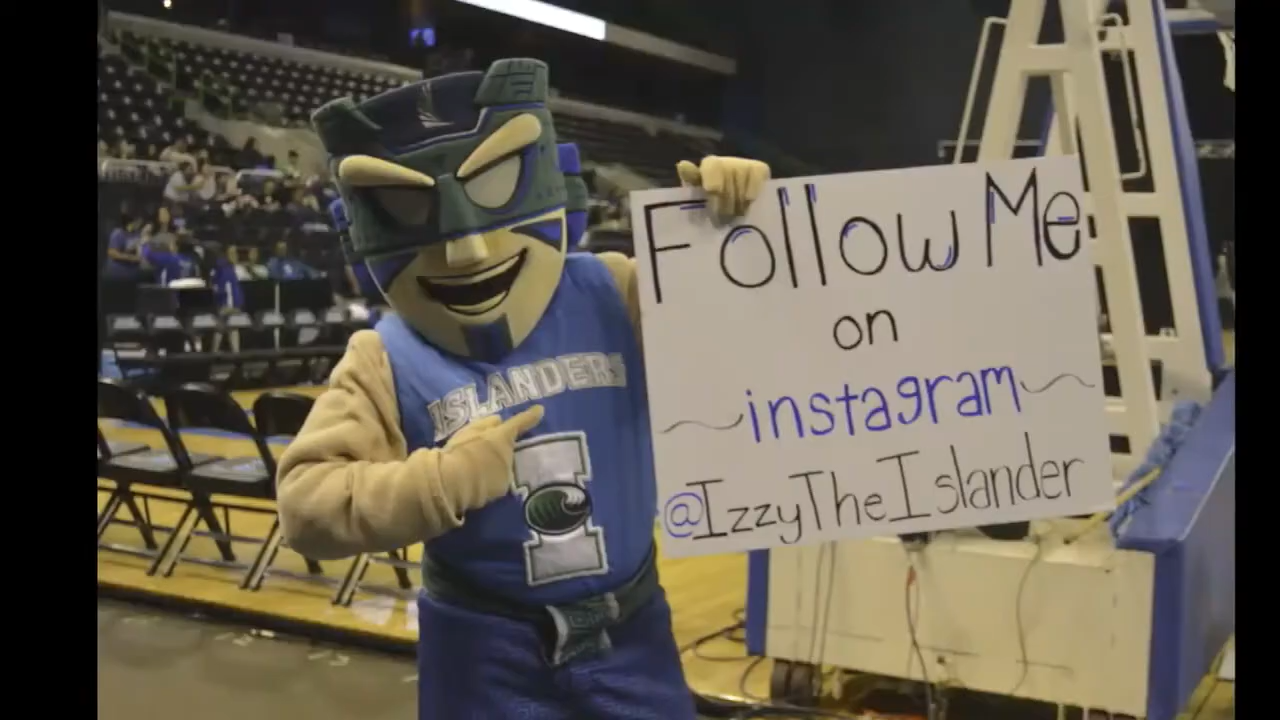 Follow Me
on
instagram
@IzzyTheIslander
ISLANDERS
I